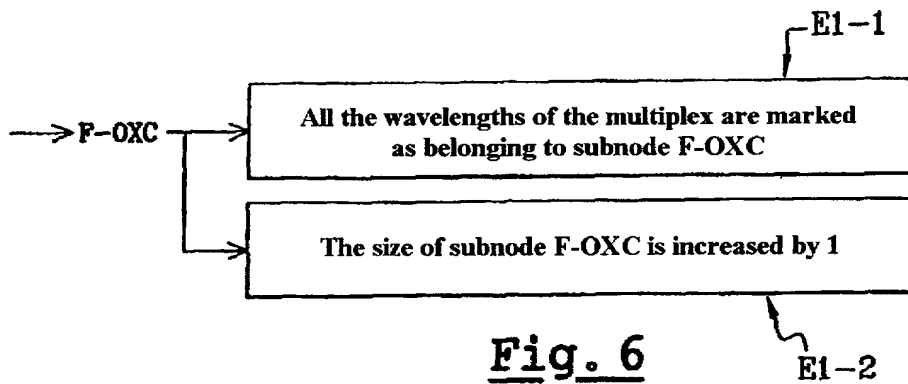 E1-1
All the wavelengths of the multiplex are marked
as belonging to subnode F-OXC
F-OXC
The size of subnode F-OXC is increased by 1
Fig. 6
E1-2